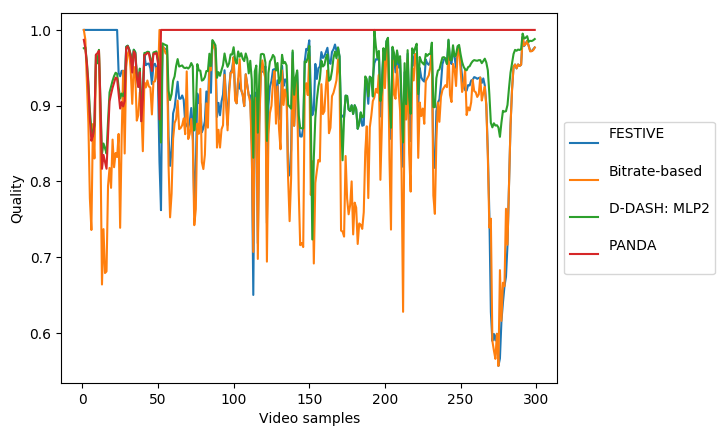 1.0
0.9
0.8
0.7
0.6
Quality
0 50 100 150 200 250 300
Video samples
FESTIVE
Bitrate-based
D-DASH: MLP2
PANDA